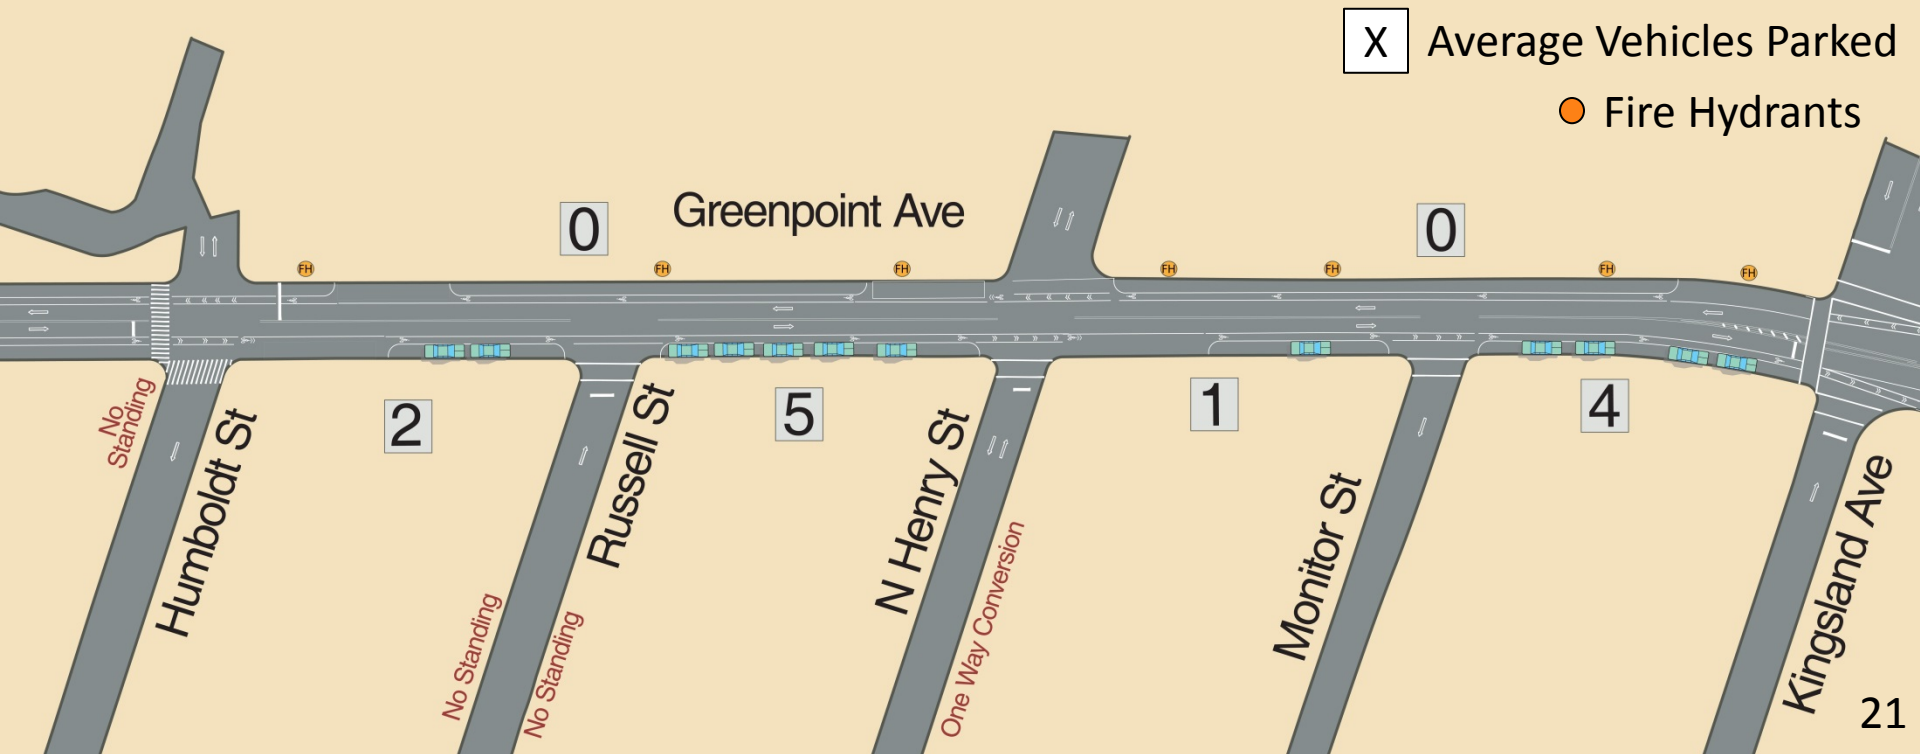 X Average Vehicles Parked
Fire Hydrants
0
Greenpoint Ave
0
FH
FH
FH
FH
FH
FH
FH
No
Standing
Humboldt St
2
Russell St
No Standing
No Standing
5
N Henry St
One Way Conversion
1
Monitor St
4
Kingsland Ave
21